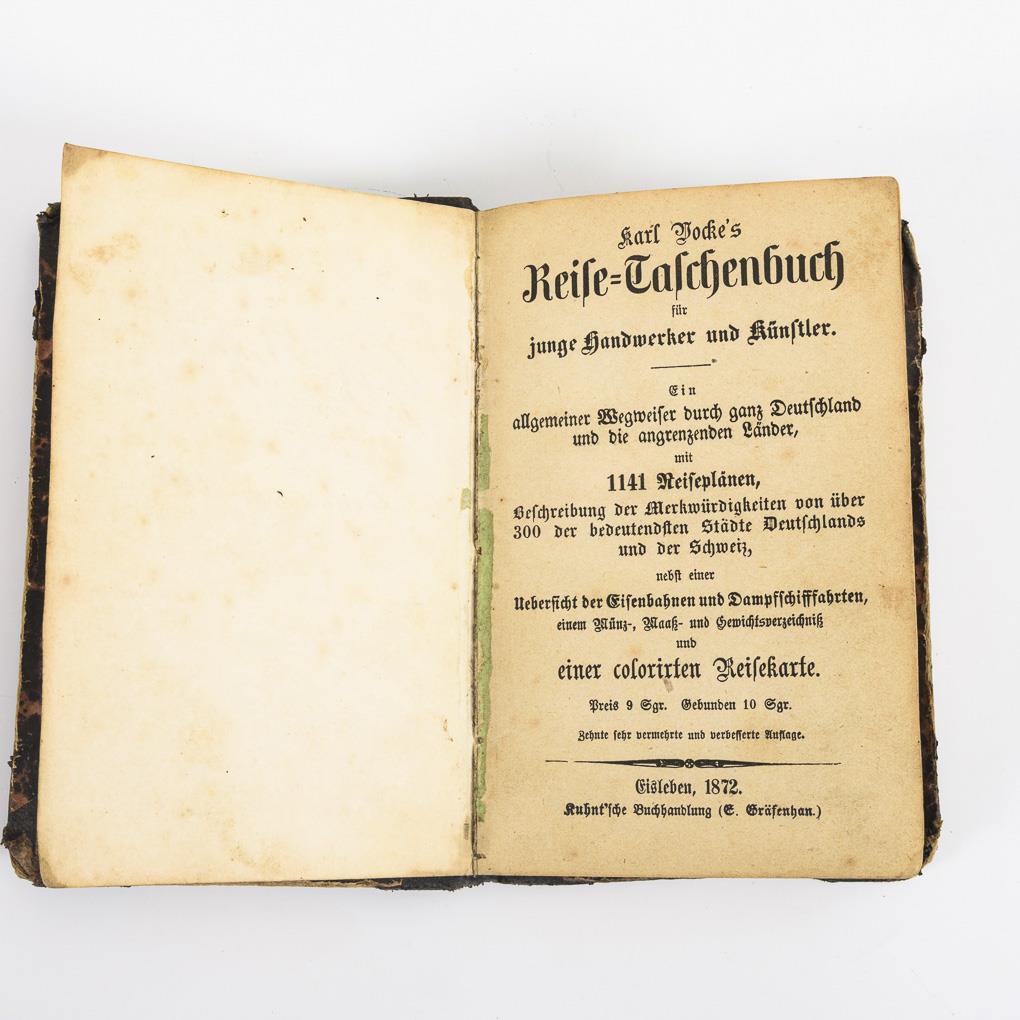 Karl Vocke's
Reise=Taschenbuch
für
junge Handwerker und Künstler.
Ein
allgemeiner Wegweiser durch ganz Deutschland
und die angrenzenden Länder,
mit
1141 Reiseplänen,
Beschreibung der Merkwürdigkeiten von über
300 der bedeutendsten Städte Deutschlands
und der Schweiz,
nebst einer
Uebersicht der Eisenbahnen und Dampfschifffahrten,
einem Münz-, Maaß- und Gewichtsverzeichniß
und
einer colorirten Reisekarte.
Preis 9 Sgr. Gebunden 10 Sgr.
Zehnte sehr vermehrte und verbesserte Auflage.
Eisleben, 1872.
Kuhnt'sche Buchhandlung (E. Gräfenhan.)